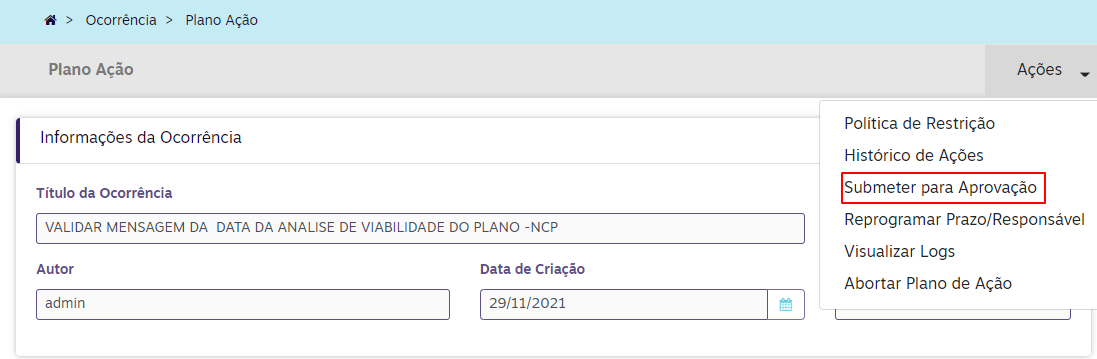 > Ocorrência > Plano Ação
Plano Ação
Ações
Política de Restrição
Histórico de Ações
Submeter para Aprovação
Reprogramar Prazo/Responsável
Visualizar Logs
Abortar Plano de Ação
Informações da Ocorrência
Título da Ocorrência
VALIDAR MENSAGEM DA  DATA DA ANALISE DE VIABILIDADE DO PLANO -NCP
Autor
Data de Criação
admin
29/11/2021